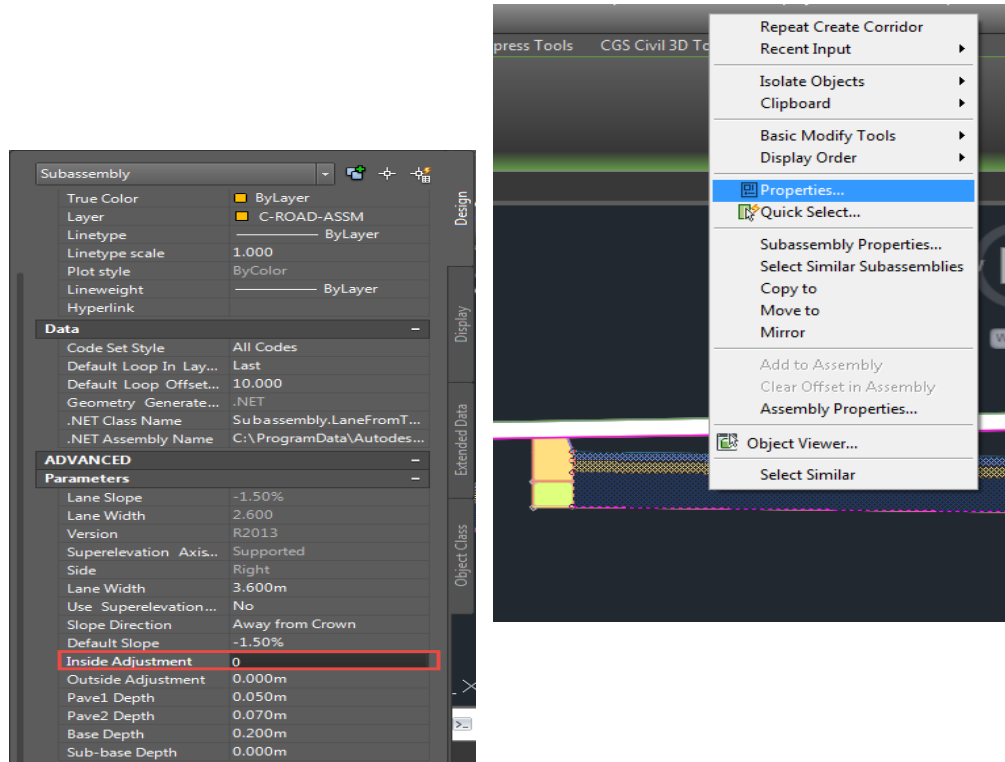 Subassembly
True Color ByLayer
Layer C-ROAD-ASSM
Linetype ByLayer
Linetype scale 1.000
Plot style ByColor
Lineweight ByLayer
Hyperlink
Data
Code Set Style All Codes
Default Loop In Lay... Last
Default Loop Offset... 10.000
Geometry Generate... .NET
.NET Class Name Subassembly.LaneFromT...
.NET Assembly Name C:\ProgramData\Autodes...
ADVANCED
Parameters
Lane Slope -1.50%
Lane Width 2.600
Version R2013
Superelevation Axis... Supported
Side Right
Lane Width 3.600m
Use Superelevation... No
Slope Direction Away from Crown
Default Slope -1.50%
Inside Adjustment 0
Outside Adjustment 0.000m
Pave1 Depth 0.050m
Pave2 Depth 0.070m
Base Depth 0.200m
Sub-base Depth 0.000m
Design
Display
Extended Data
Object Class
press Tools CGS Civil 3D To
Repeat Create Corridor
Recent Input
Isolate Objects
Clipboard
Basic Modify Tools
Display Order
Properties...
Quick Select...
Subassembly Properties...
Select Similar Subassemblies
Copy to
Move to
Mirror
Add to Assembly
Clear Offset in Assembly
Assembly Properties...
Object Viewer...
Select Similar
W